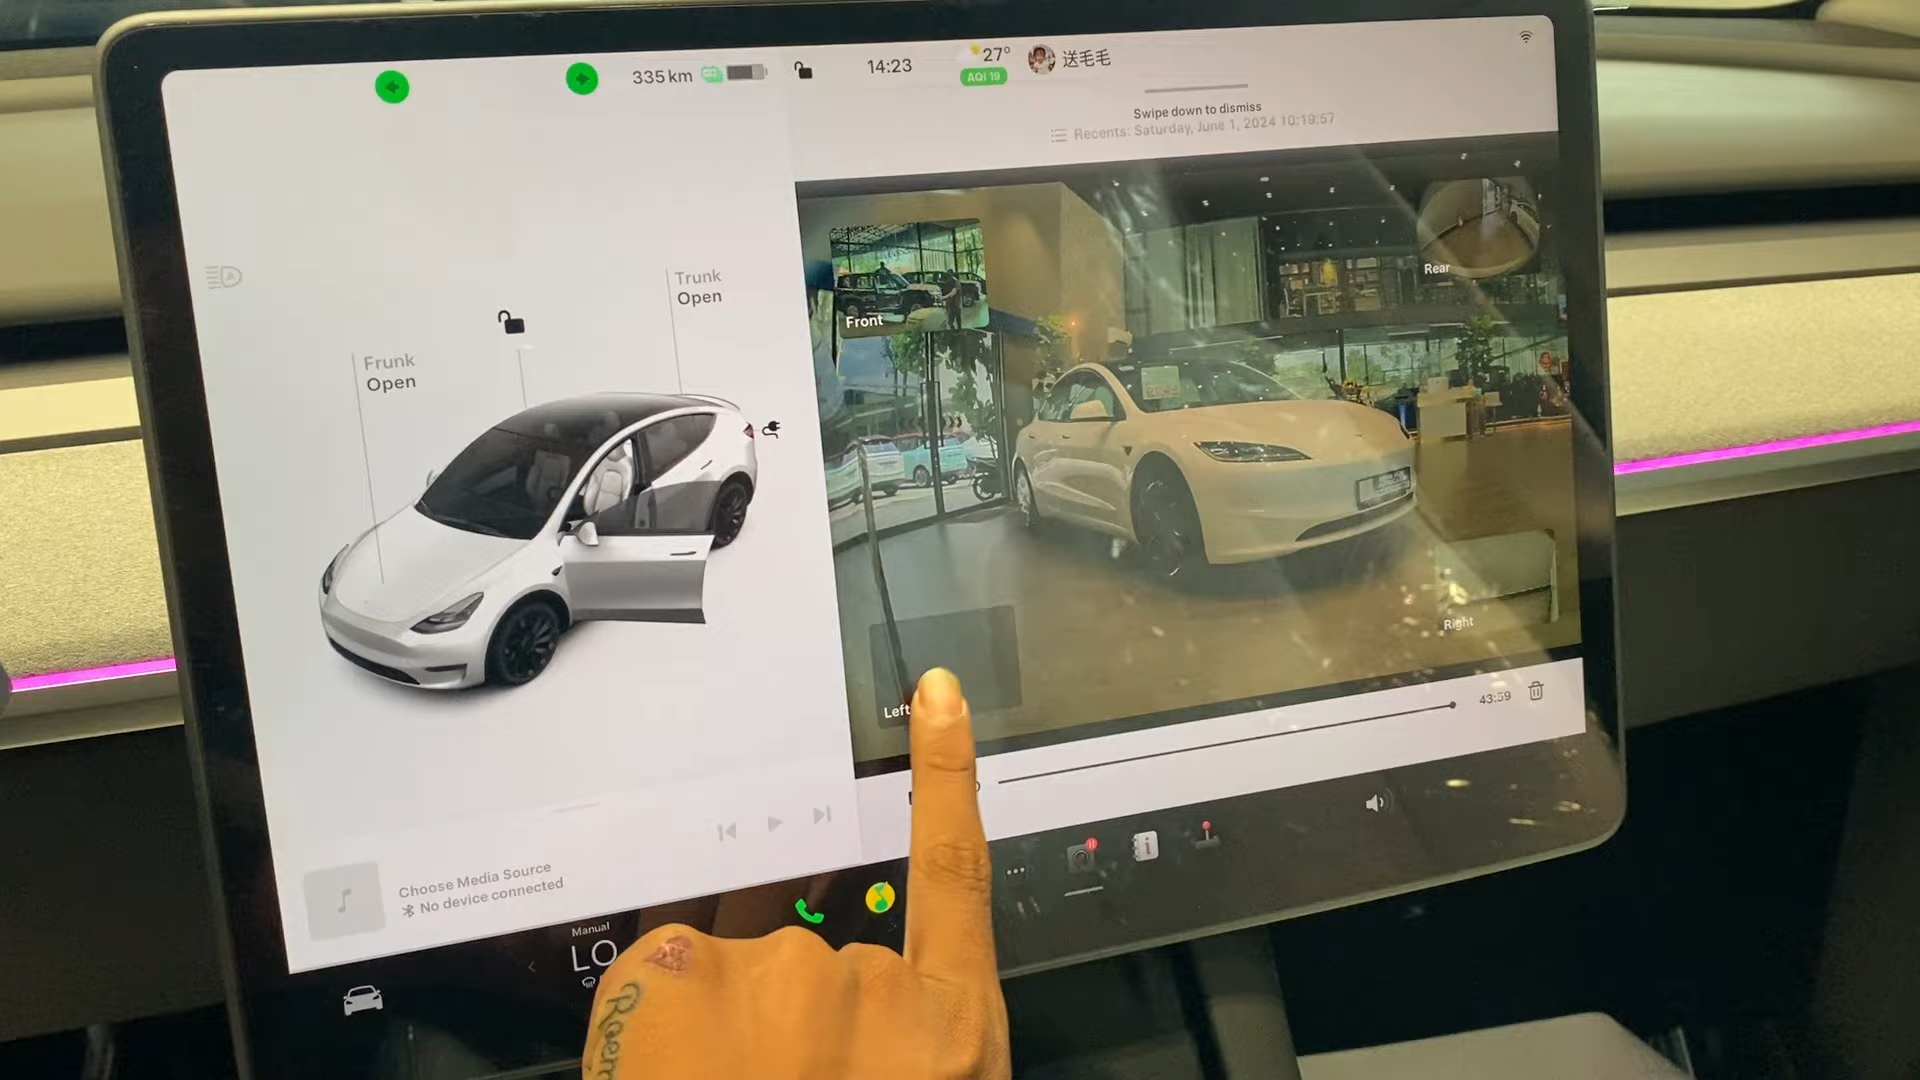 335 km
14:23
27°
AQI 19
送毛毛
Swipe down to dismiss
Recents: Saturday, June 1, 2024 10:19:57
Trunk
Open
Frunk
Open
Front
Rear
Left
Right
43:59
Choose Media Source
No device connected
Manual
LO